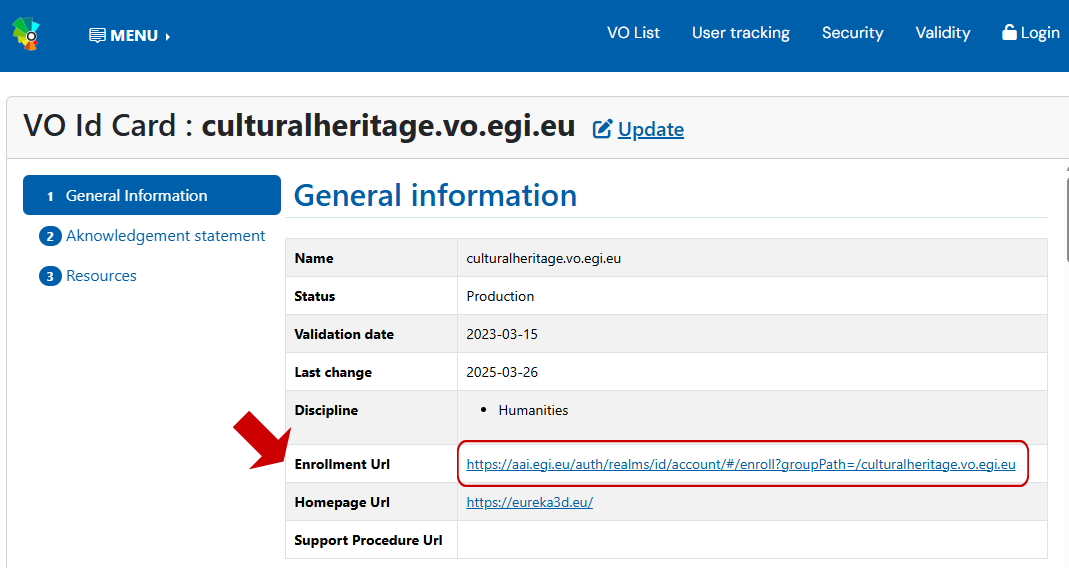 MENU
VO List
User tracking
Security
Validity
Login
VO Id Card : culturalheritage.vo.egi.eu Update
1 General Information
2 Aknowledgement statement
3 Resources
General information
Name culturalheritage.vo.egi.eu
Status Production
Validation date 2023-03-15
Last change 2025-03-26
Discipline • Humanities
Enrollment Url https://aai.egi.eu/auth/realms/id/account/#/enroll?groupPath=/culturalheritage.vo.egi.eu
Homepage Url https://eureka3d.eu/
Support Procedure Url